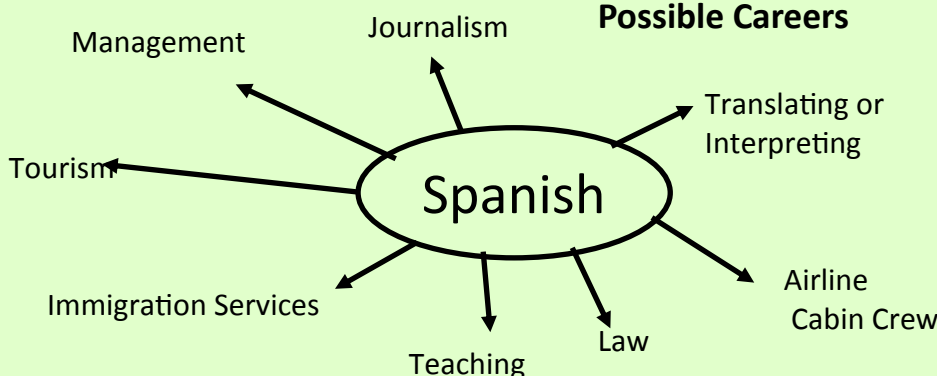 Possible Careers
Journalism
Management
Translating or
Interpreting
Tourism
Spanish
Airline
Cabin Crew
Immigration Services
Law
Teaching